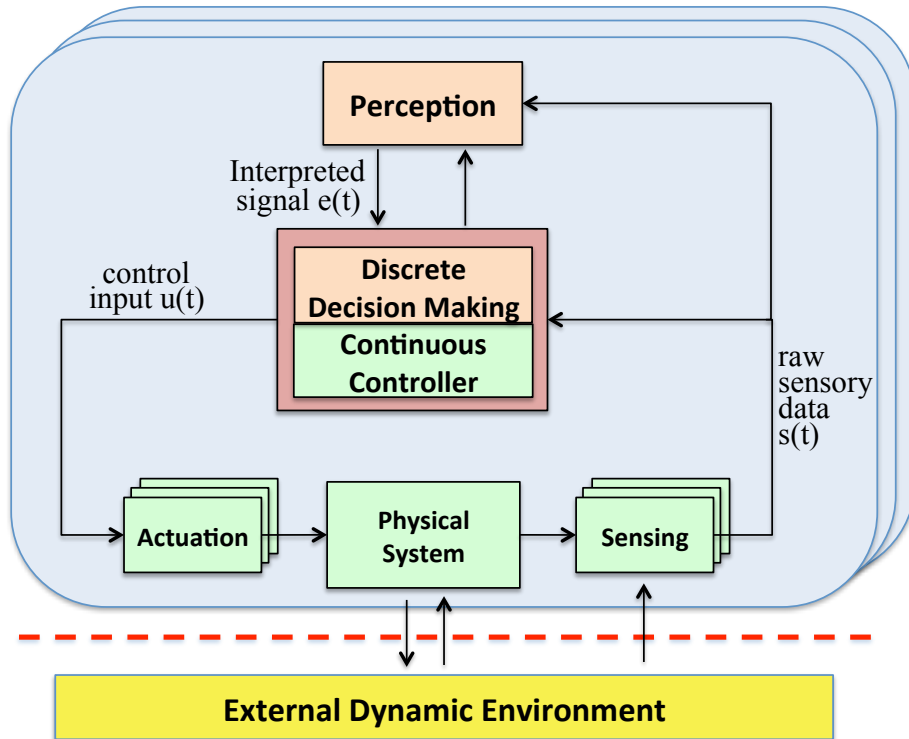 Perception
Interpreted
signal e(t)
control
input u(t)
Discrete
Decision Making
Continuous
Controller
raw
sensory
data
s(t)
Actuation
Physical
System
Sensing
External Dynamic Environment